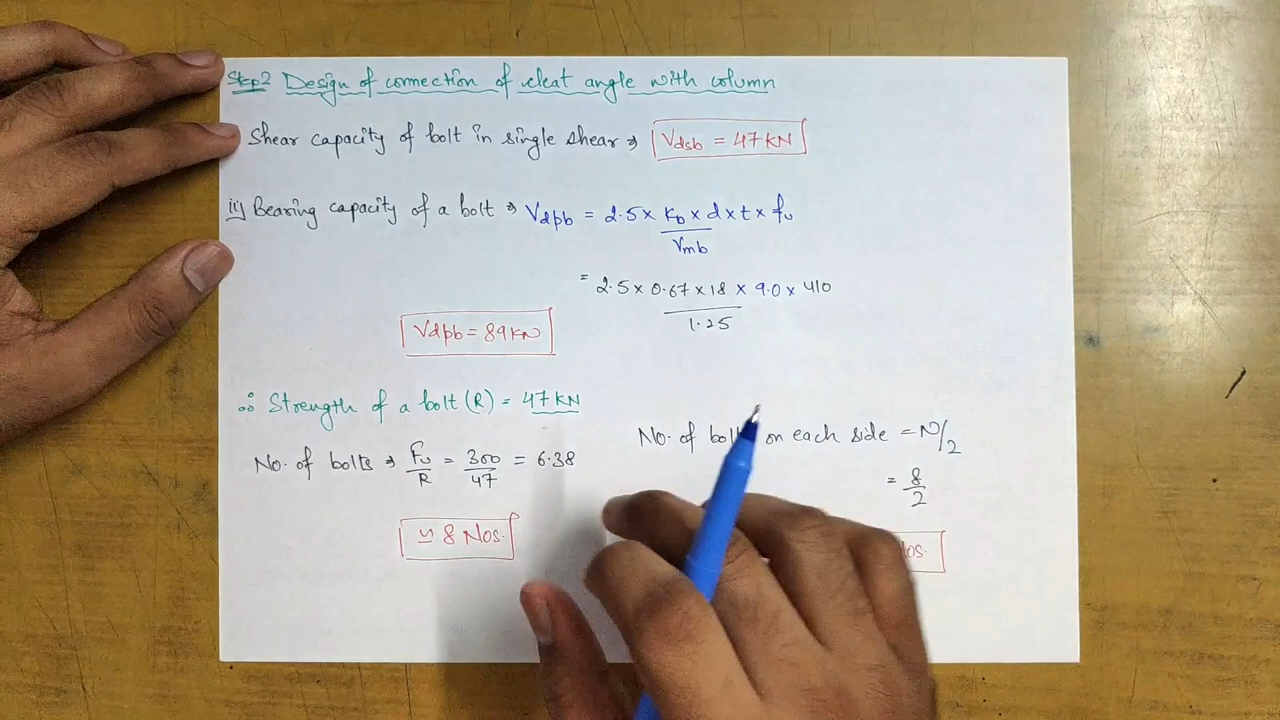 Step2 Design of connection of cleat angle with column
Shear capacity of bolt in single shear → Vdsb = 47 KN
ii) Bearing capacity of a bolt → Vdpb = 2.5 × Kb × d × t × fu
γmb
= 2.5 × 0.67 × 18 × 9.0 × 410
1.25
Vdpb = 89 KN
∴ Strength of a bolt (R) = 47 KN
No. of bolts → Fu/R = 300/47 = 6.38
≃ 8 Nos.
No. of on each side = N/2
= 8/2
Nos.